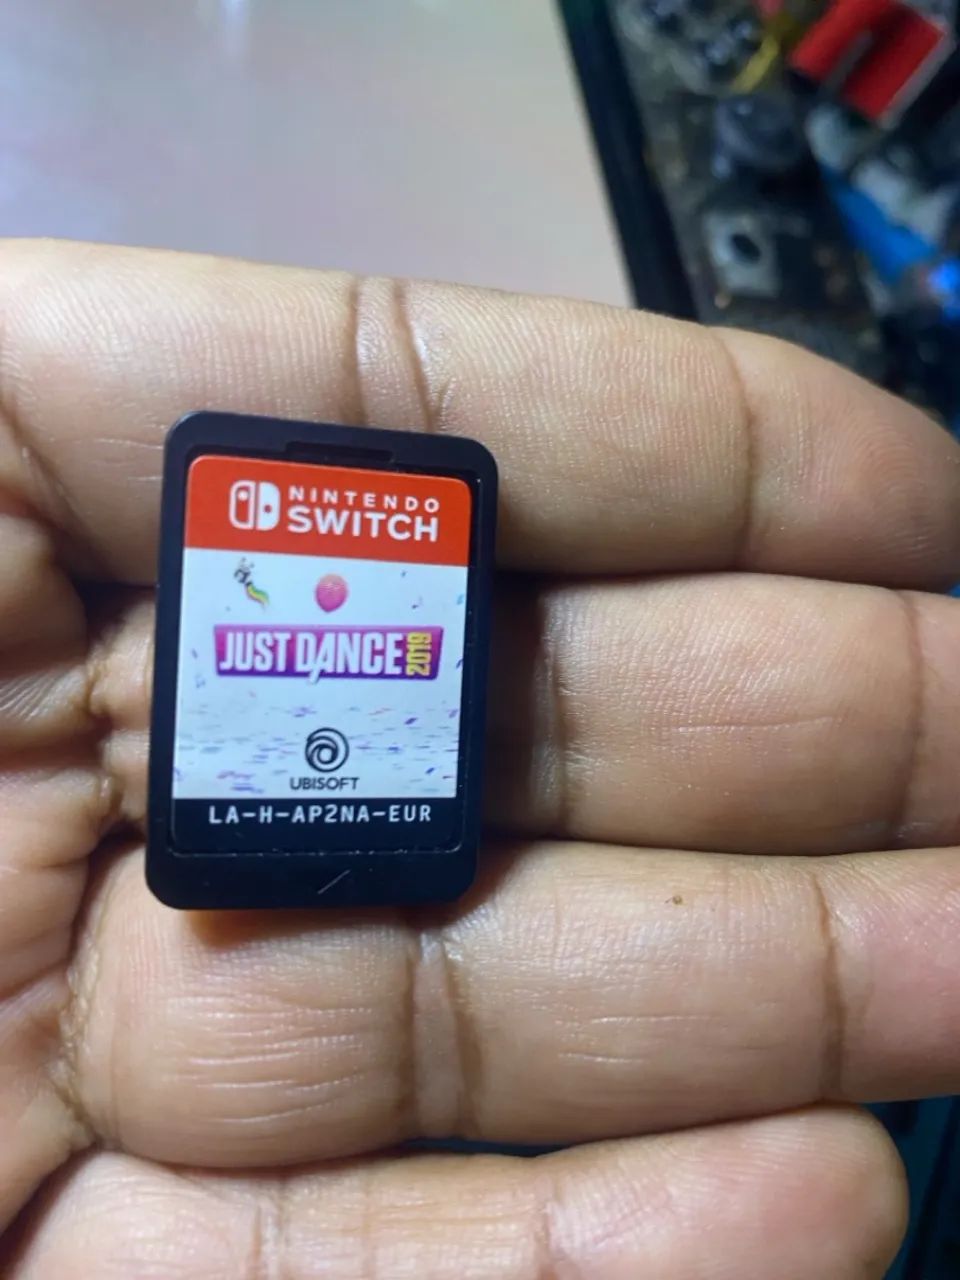 NINTENDO
SWITCH
JUST DANCE 2019
UBISOFT
LA-H-AP2NA-EUR